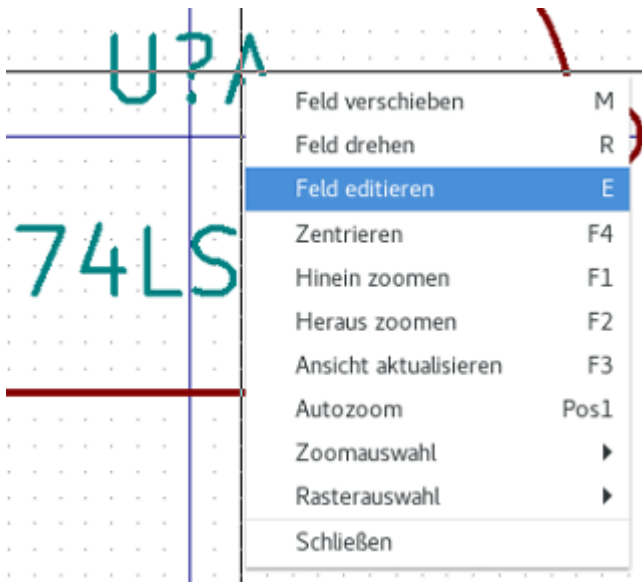 U?A
Feld verschieben M
Feld drehen R
Feld editieren E
74LS
Zentrieren F4
Hinein zoomen F1
Heraus zoomen F2
Ansicht aktualisieren F3
Autozoom Pos1
Zoomauswahl
Rasterauswahl
Schließen